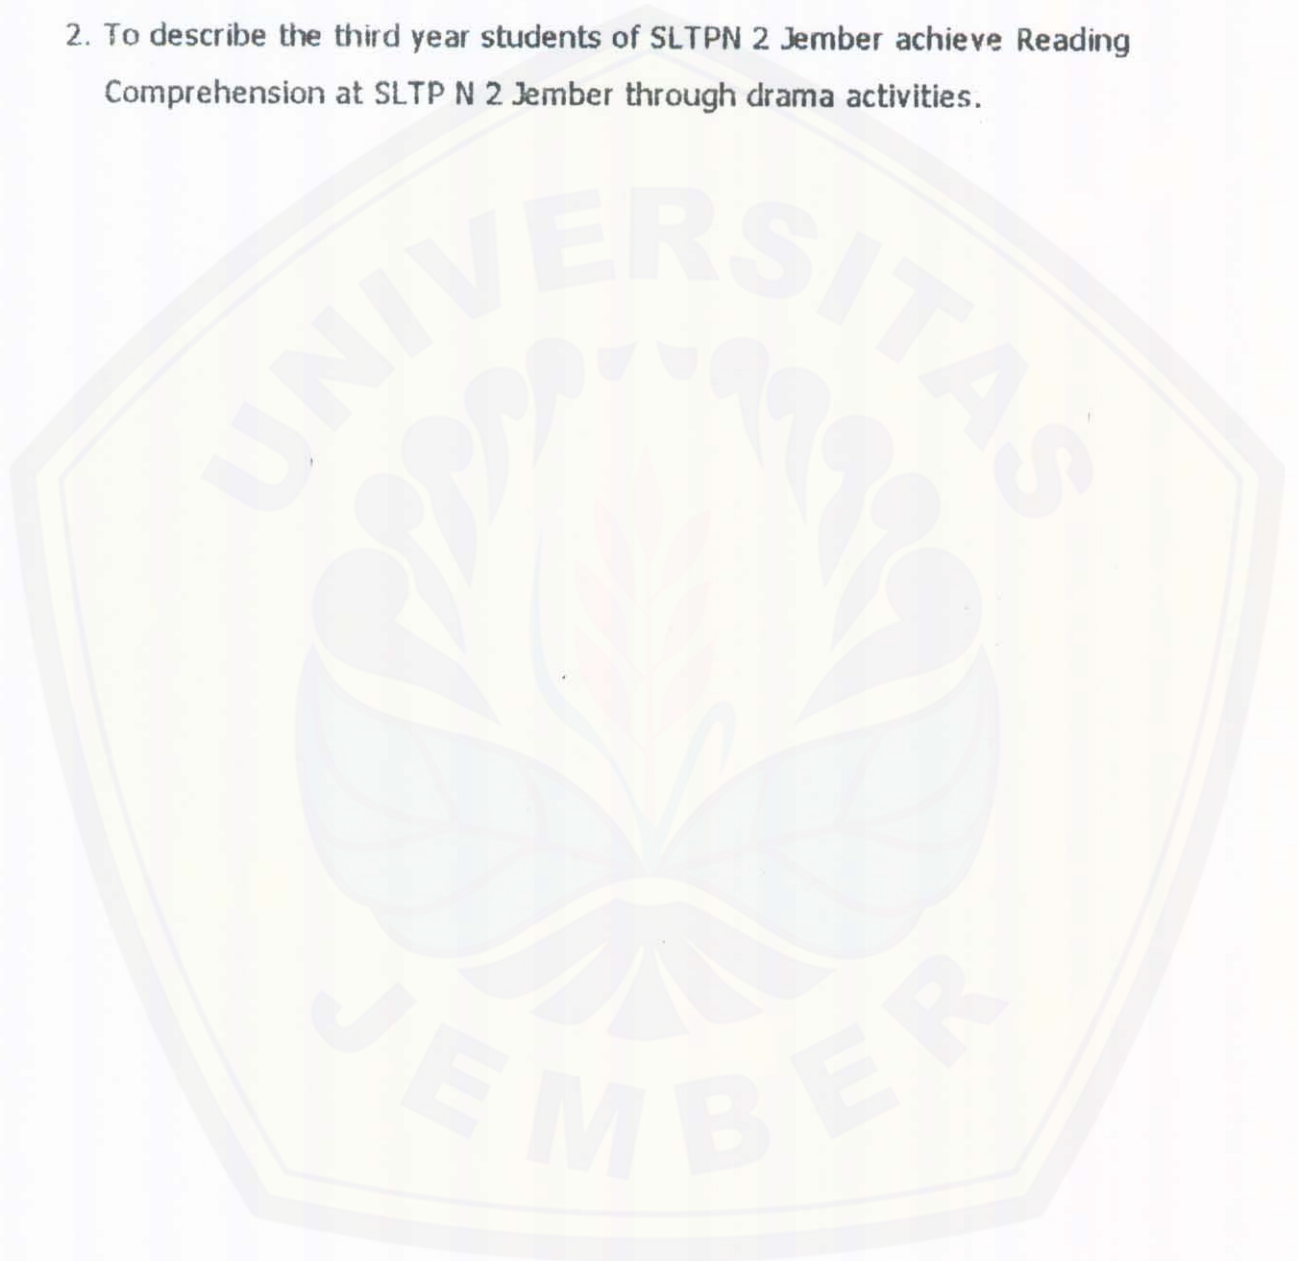 2. To describe the third year students of SLTPN 2 Jember achieve Reading
Comprehension at SLTP N 2 Jember through drama activities.
UNIVERSITAS
JEMBER